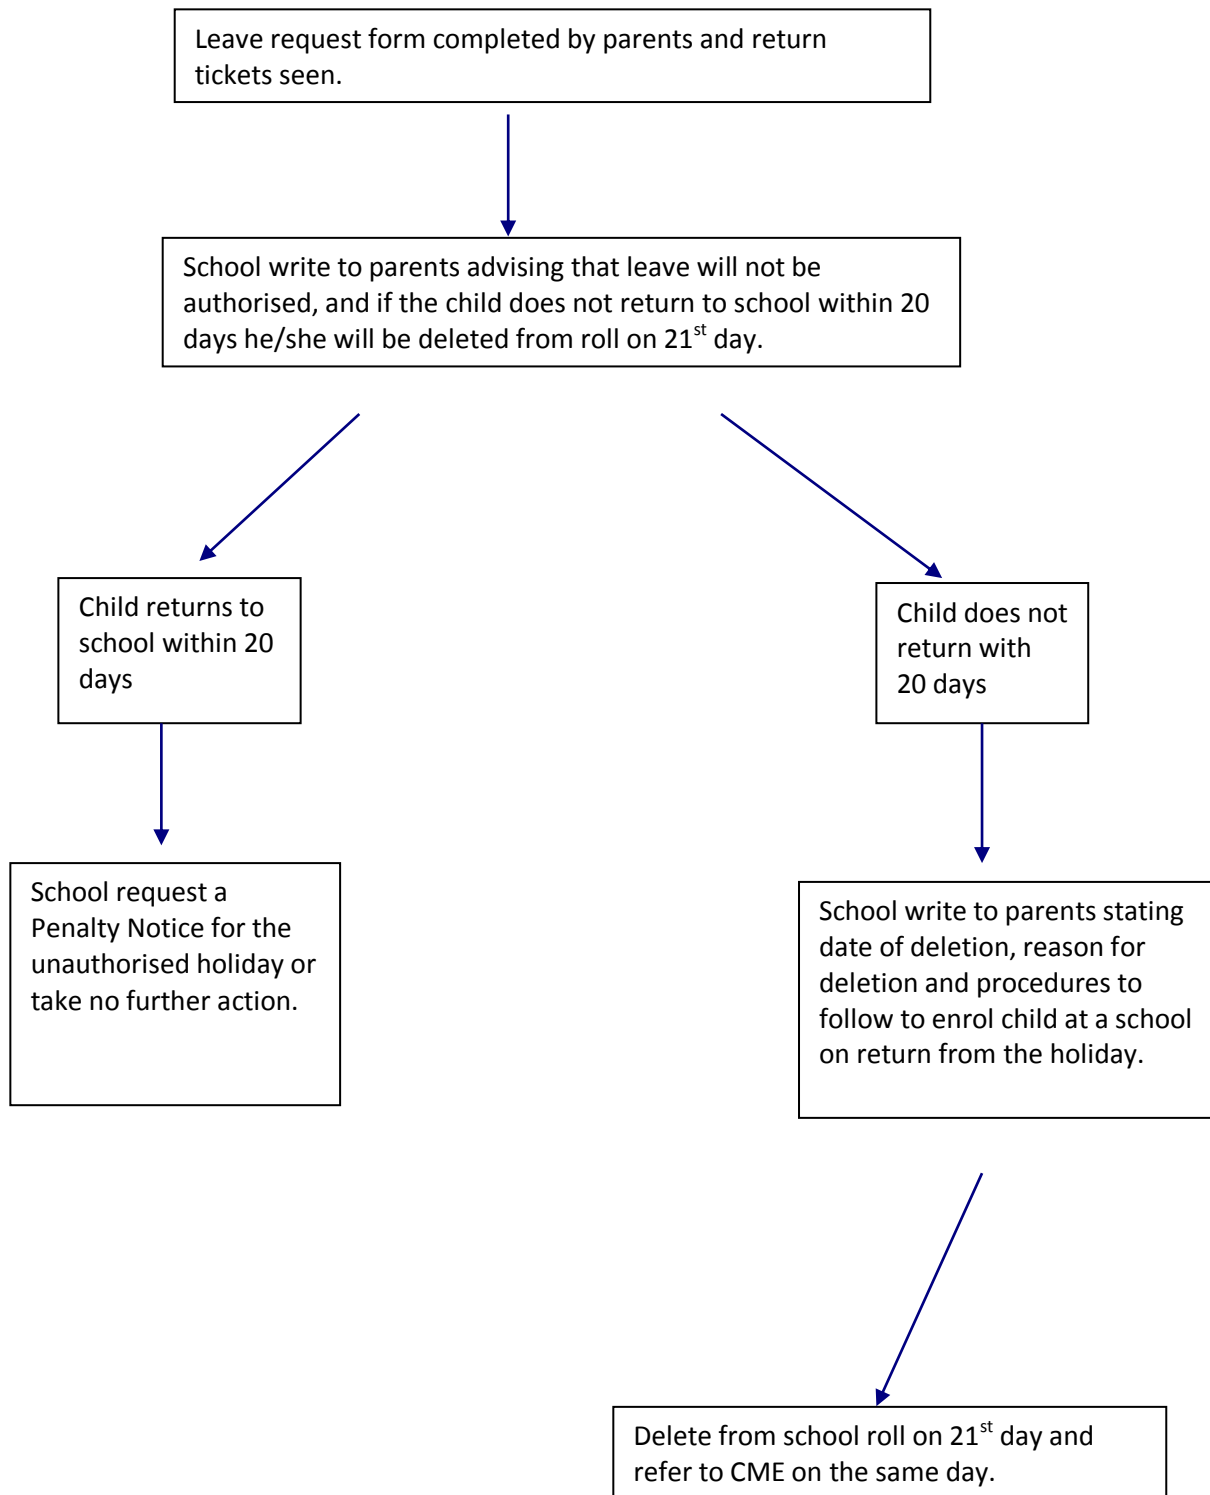 Leave request form completed by parents and return
tickets seen.
School write to parents advising that leave will not be
authorised, and if the child does not return to school within 20
days he/she will be deleted from roll on 21st day.
Child returns to
school within 20
days
Child does not
return with
20 days
School request a
Penalty Notice for the
unauthorised holiday or
take no further action.
School write to parents stating
date of deletion, reason for
deletion and procedures to
follow to enrol child at a school
on return from the holiday.
Delete from school roll on 21st day and
refer to CME on the same day.